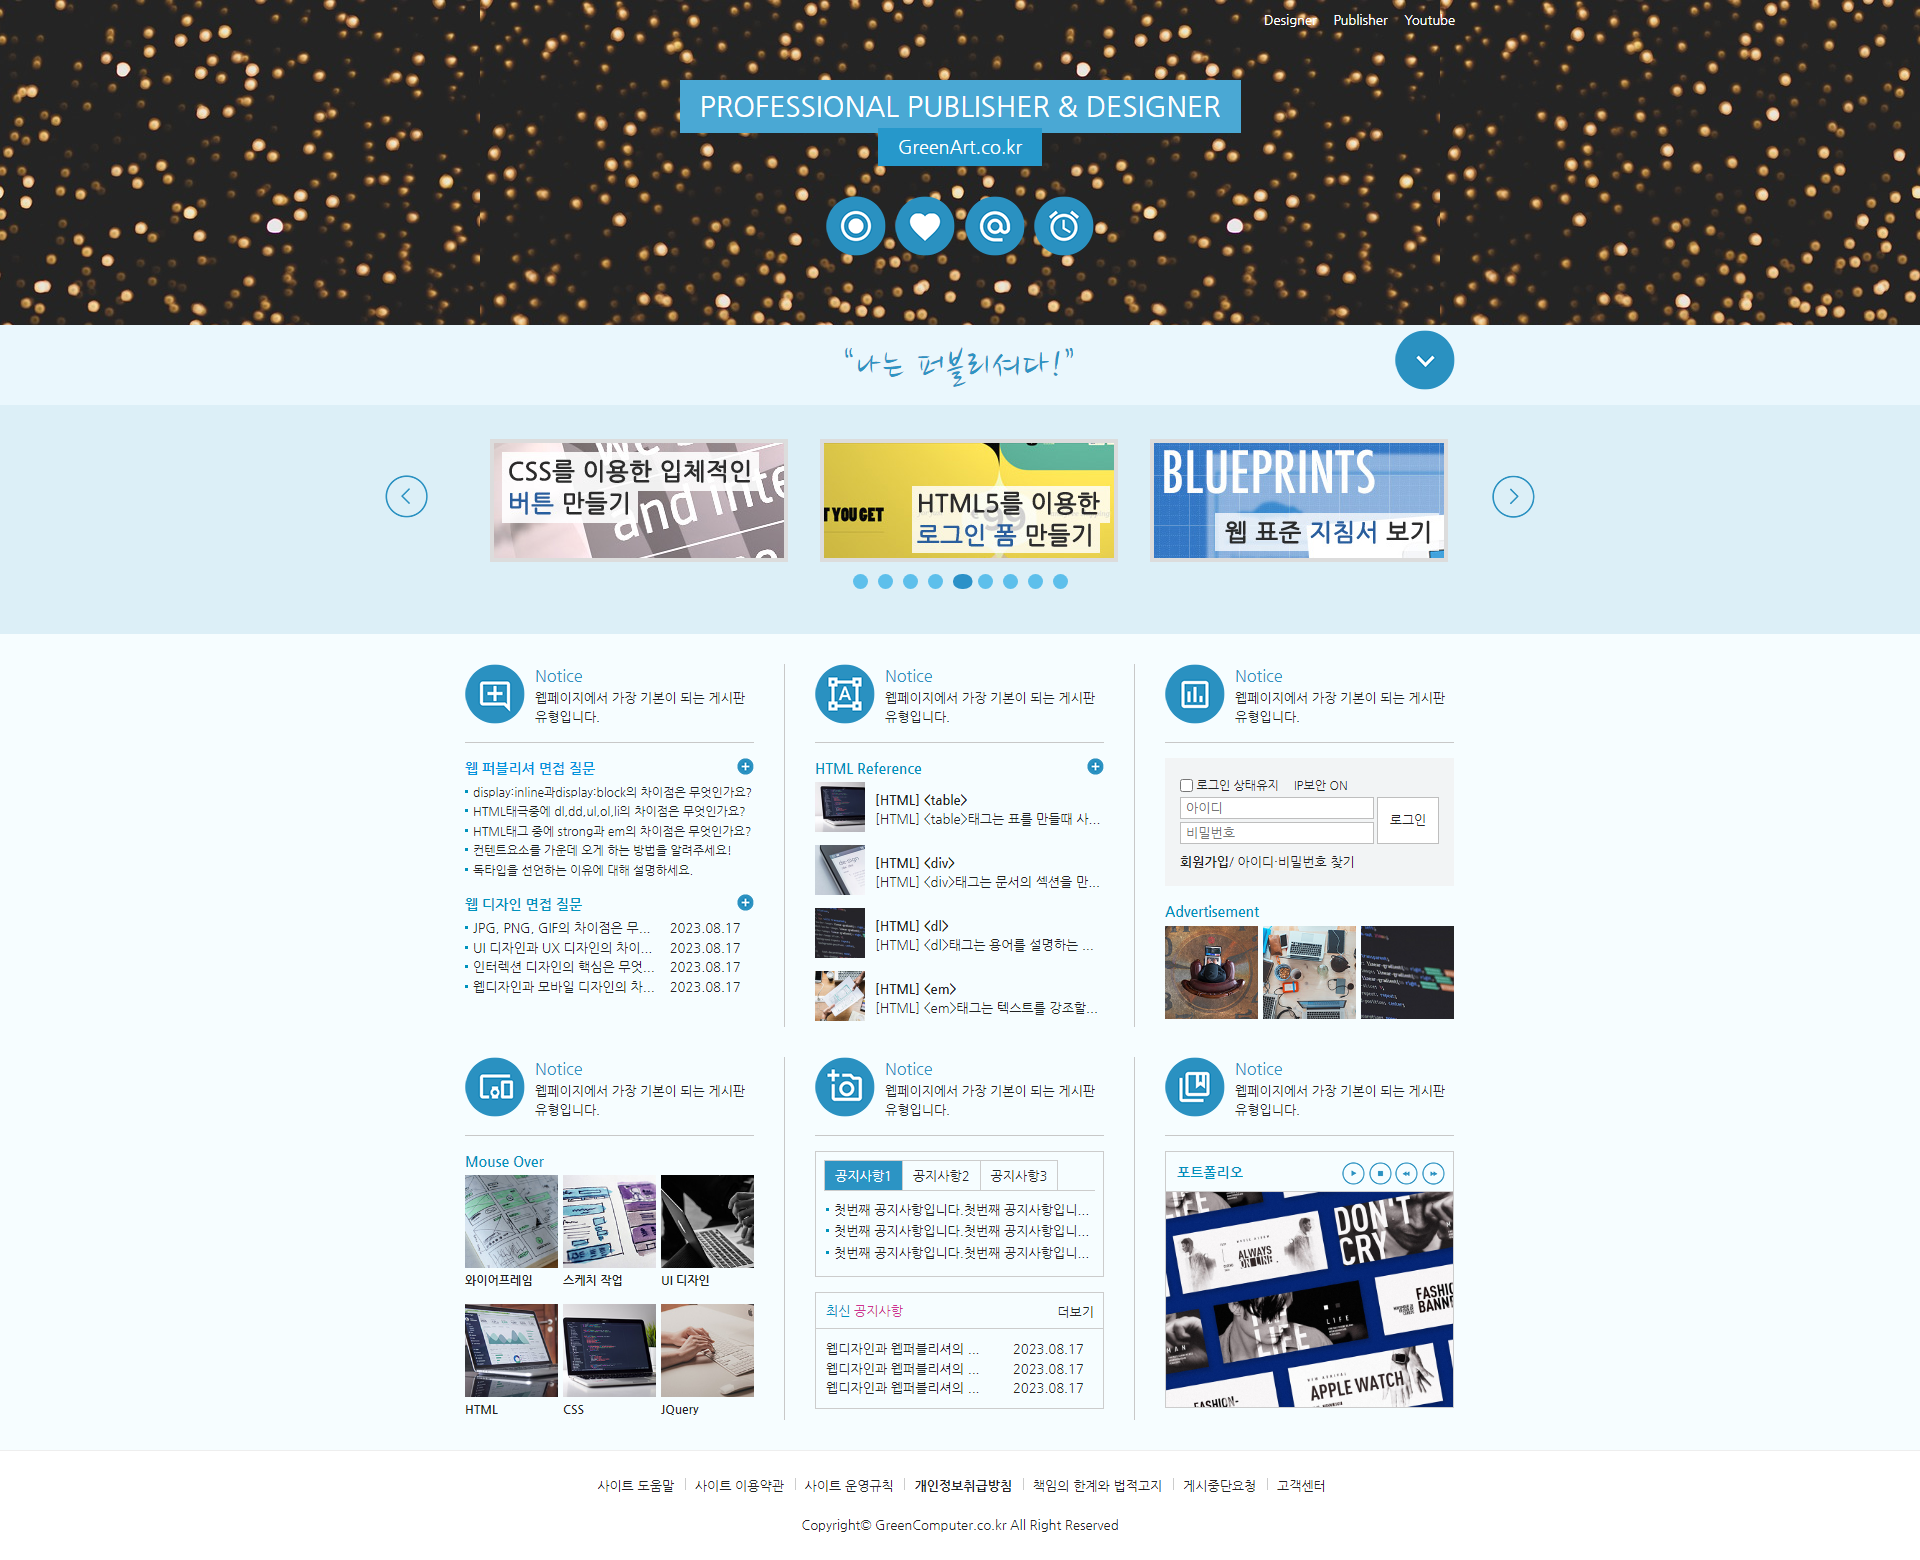 Designer Publisher Youtube
PROFESSIONAL PUBLISHER & DESIGNER
GreenArt.co.kr
“나는 퍼블리셔다!”
CSS를 이용한 입체적인
버튼 만들기
and inte
T YOU GET
HTML5를 이용한
로그인 폼 만들기
BLUEPRINTS
웹 표준 지침서 보기
Notice
웹페이지에서 가장 기본이 되는 게시판
유형입니다.
웹 퍼블리셔 면접 질문
display:inline과display:block의 차이점은 무엇인가요?
HTML태극중에 dl,dd,ul,ol,li의 차이점은 무엇인가요?
HTML태그 중에 strong과 em의 차이점은 무엇인가요?
컨텐트요소를 가운데 오게 하는 방법을 알려주세요!
독타입을 선언하는 이유에 대해 설명하세요.
웹 디자인 면접 질문
JPG, PNG, GIF의 차이점은 무... 2023.08.17
UI 디자인과 UX 디자인의 차이... 2023.08.17
인터렉션 디자인의 핵심은 무엇... 2023.08.17
웹디자인과 모바일 디자인의 차... 2023.08.17
Notice
웹페이지에서 가장 기본이 되는 게시판
유형입니다.
HTML Reference
[HTML] <table>
[HTML] <table>태그는 표를 만들때 사...
[HTML] <div>
[HTML] <div>태그는 문서의 섹션을 만...
[HTML] <dl>
[HTML] <dl>태그는 용어를 설명하는 ...
[HTML] <em>
[HTML] <em>태그는 텍스트를 강조할...
Notice
웹페이지에서 가장 기본이 되는 게시판
유형입니다.
로그인 상태유지 IP보안 ON
아이디
비밀번호
로그인
회원가입/ 아이디·비밀번호 찾기
Advertisement
Notice
웹페이지에서 가장 기본이 되는 게시판
유형입니다.
Mouse Over
와이어프레임 스케치 작업 UI 디자인
HTML CSS JQuery
Notice
웹페이지에서 가장 기본이 되는 게시판
유형입니다.
공지사항1 공지사항2 공지사항3
첫번째 공지사항입니다.첫번째 공지사항입니...
첫번째 공지사항입니다.첫번째 공지사항입니...
첫번째 공지사항입니다.첫번째 공지사항입니...
최신 공지사항 더보기
웹디자인과 웹퍼블리셔의 ... 2023.08.17
웹디자인과 웹퍼블리셔의 ... 2023.08.17
웹디자인과 웹퍼블리셔의 ... 2023.08.17
Notice
웹페이지에서 가장 기본이 되는 게시판
유형입니다.
포트폴리오
LIFE
DON'T
CRY
ALWAYS
ON LINE.
FASHION
BANNE
LIFE
APPLE WATCH
FASHION-
사이트 도움말 사이트 이용약관 사이트 운영규칙 개인정보취급방침 책임의 한계와 법적고지 게시중단요청 고객센터
Copyright© GreenComputer.co.kr All Right Reserved